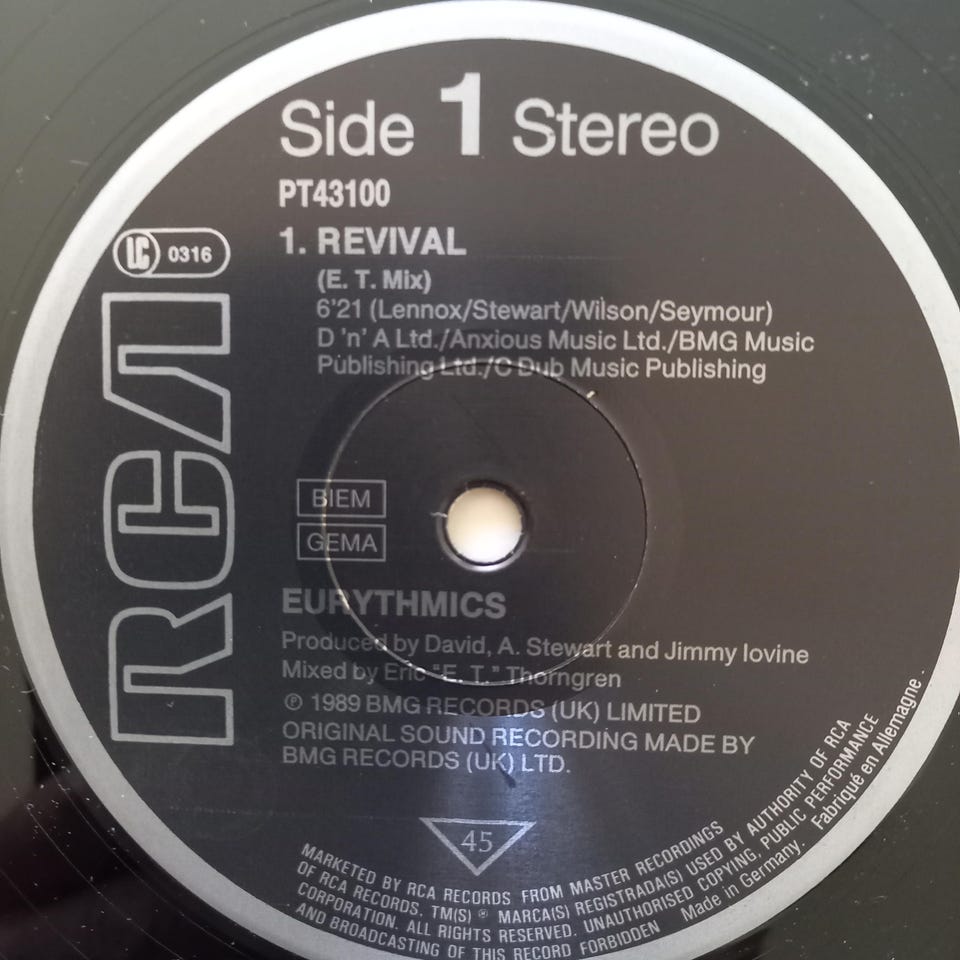 Side 1 Stereo
PT43100
1. REVIVAL
(E. T. Mix)
6'21 (Lennox/Stewart/Wilson/Seymour)
D 'n' A Ltd./Anxious Music Ltd./BMG Music
Publishing Ltd./C Dub Music Publishing
LC 0316
RCA
BIEM
GEMA
EURYTHMICS
Produced by David, A. Stewart and Jimmy Iovine
Mixed by Eric "E. T." Thorngren
℗ 1989 BMG RECORDS (UK) LIMITED
ORIGINAL SOUND RECORDING MADE BY
BMG RECORDS (UK) LTD.
45
MARKETED BY RCA RECORDS FROM MASTER RECORDINGS
OF RCA RECORDS, TM(S) ® MARCA(S) REGISTRADA(S) USED BY AUTHORITY OF RCA
CORPORATION. ALL RIGHTS RESERVED. UNAUTHORISED COPYING, PUBLIC PERFORMANCE
AND BROADCASTING OF THIS RECORD FORBIDDEN Made in Germany. Fabriqué en Allemagne.